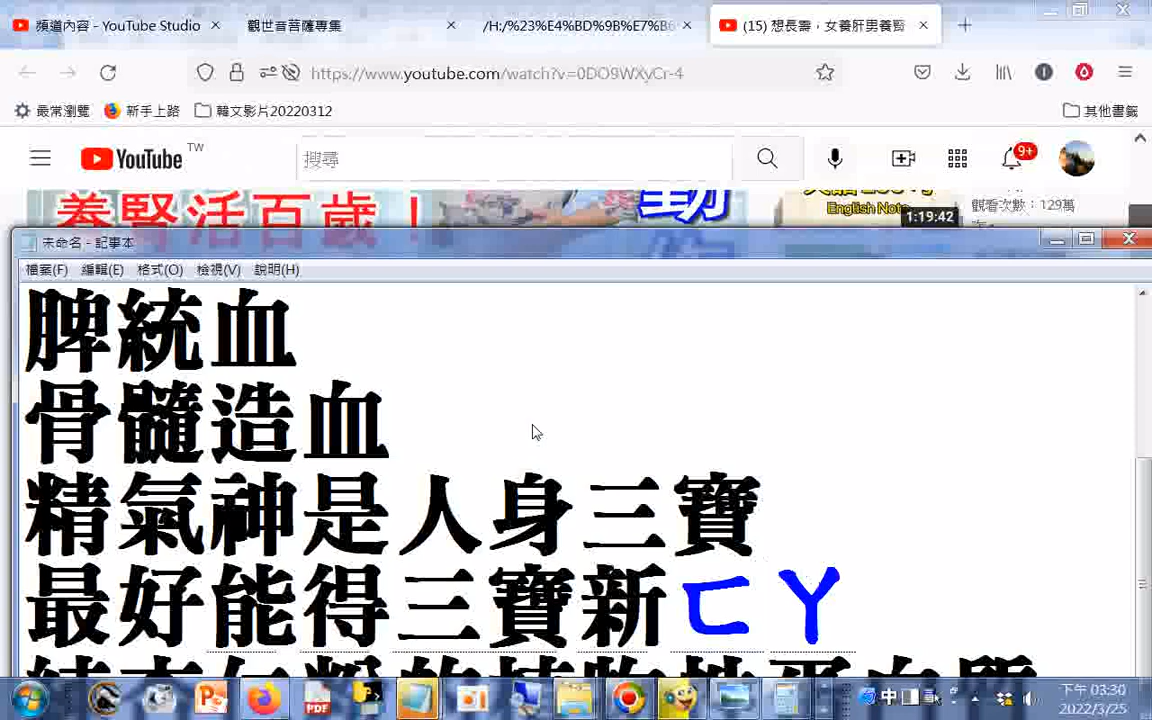 頻道內容 - YouTube Studio
觀世音菩薩專集
/H:/%23%E4%BD%9B%E7%B6
(15) 想長壽，女養肝男養腎
https://www.youtube.com/watch?v=0DO9WXyCr-4
最常瀏覽
新手上路
韓文影片20220312
其他書籤
YouTube TW
搜尋
9+
養腎活百歲！
動
English Note
1:19:42
觀看次數：129萬
未命名 - 記事本
檔案(F) 編輯(E) 格式(O) 檢視(V) 說明(H)
脾統血
骨髓造血
精氣神是人身三寶
最好能得三寶新ㄈㄚ
中
下午 03:30
2022/3/25